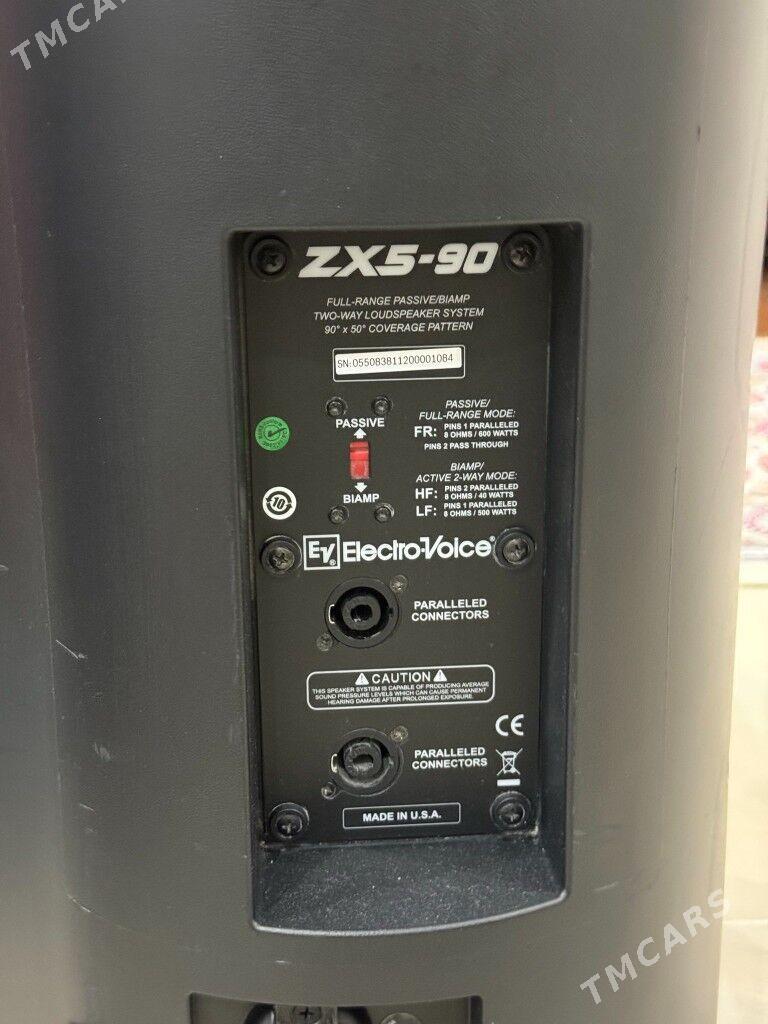 TMCARS
ZX5-90
FULL-RANGE PASSIVE/BIAMP
TWO-WAY LOUDSPEAKER SYSTEM
90° x 50° COVERAGE PATTERN
SN:055083811200001084
PASSIVE
BIAMP
PASSIVE/
FULL-RANGE MODE:
FR: PINS 1 PARALLELED
8 OHMS / 600 WATTS
PINS 2 PASS THROUGH
BIAMP/
ACTIVE 2-WAY MODE:
HF: PINS 2 PARALLELED
8 OHMS / 40 WATTS
LF: PINS 1 PARALLELED
8 OHMS / 500 WATTS
10
EV® Electro-Voice®
PARALLELED
CONNECTORS
CAUTION
THIS SPEAKER SYSTEM IS CAPABLE OF PRODUCING AVERAGE
SOUND PRESSURE LEVELS WHICH CAN CAUSE PERMANENT
HEARING DAMAGE AFTER PROLONGED EXPOSURE.
CE
PARALLELED
CONNECTORS
MADE IN U.S.A.
TMCARS